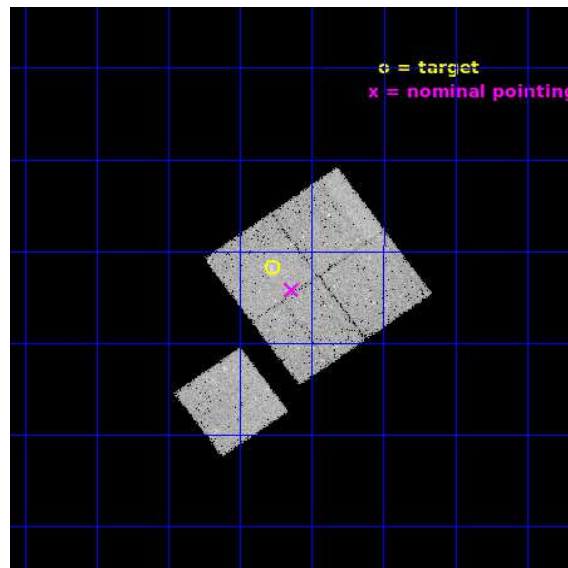 o = target
x = nominal pointing